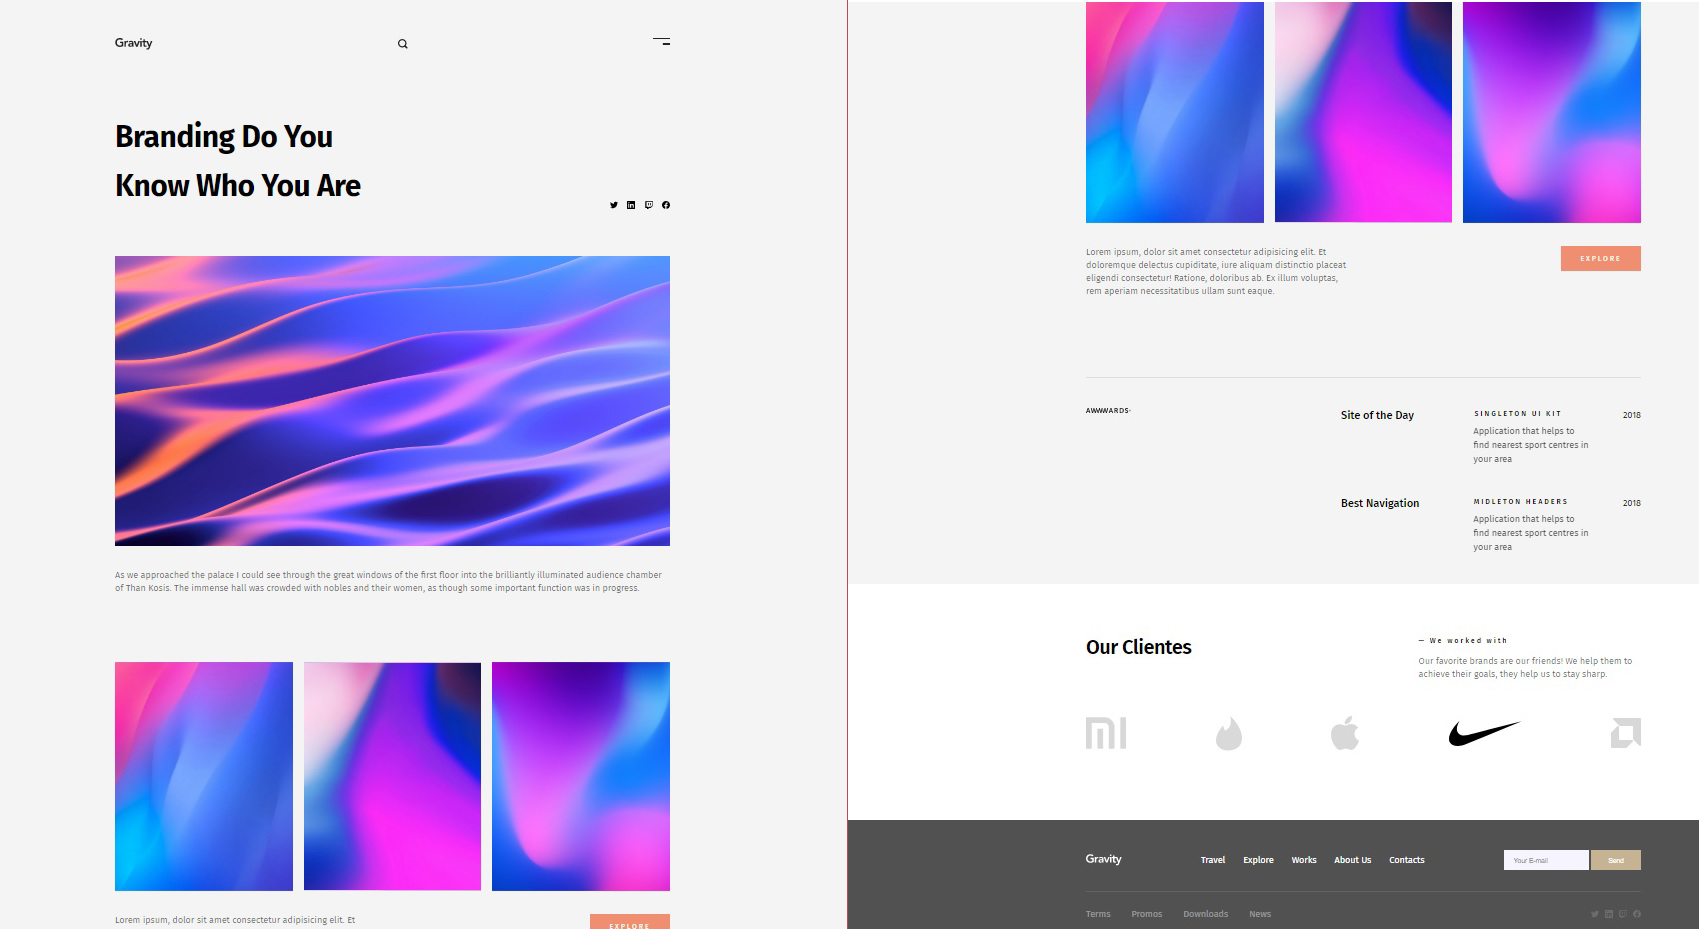 Gravity
Branding Do You
Know Who You Are
As we approached the palace I could see through the great windows of the first floor into the brilliantly illuminated audience chamber
of Than Kosis. The immense hall was crowded with nobles and their women, as though some important function was in progress.
Lorem ipsum, dolor sit amet consectetur adipisicing elit. Et
EXPLORE
Lorem ipsum, dolor sit amet consectetur adipisicing elit. Et
doloremque delectus cupiditate, iure aliquam distinctio placeat
eligendi consectetur! Ratione, doloribus ab. Ex illum voluptas,
rem aperiam necessitatibus ullam sunt eaque.
EXPLORE
AWWWARDS.
Site of the Day
SINGLETON UI KIT
Application that helps to
find nearest sport centres in
your area
2018
Best Navigation
MIDLETON HEADERS
Application that helps to
find nearest sport centres in
your area
2018
Our Clientes
— We worked with
Our favorite brands are our friends! We help them to
achieve their goals, they help us to stay sharp.
Gravity
Travel Explore Works About Us Contacts
Your E-mail
Send
Terms Promos Downloads News